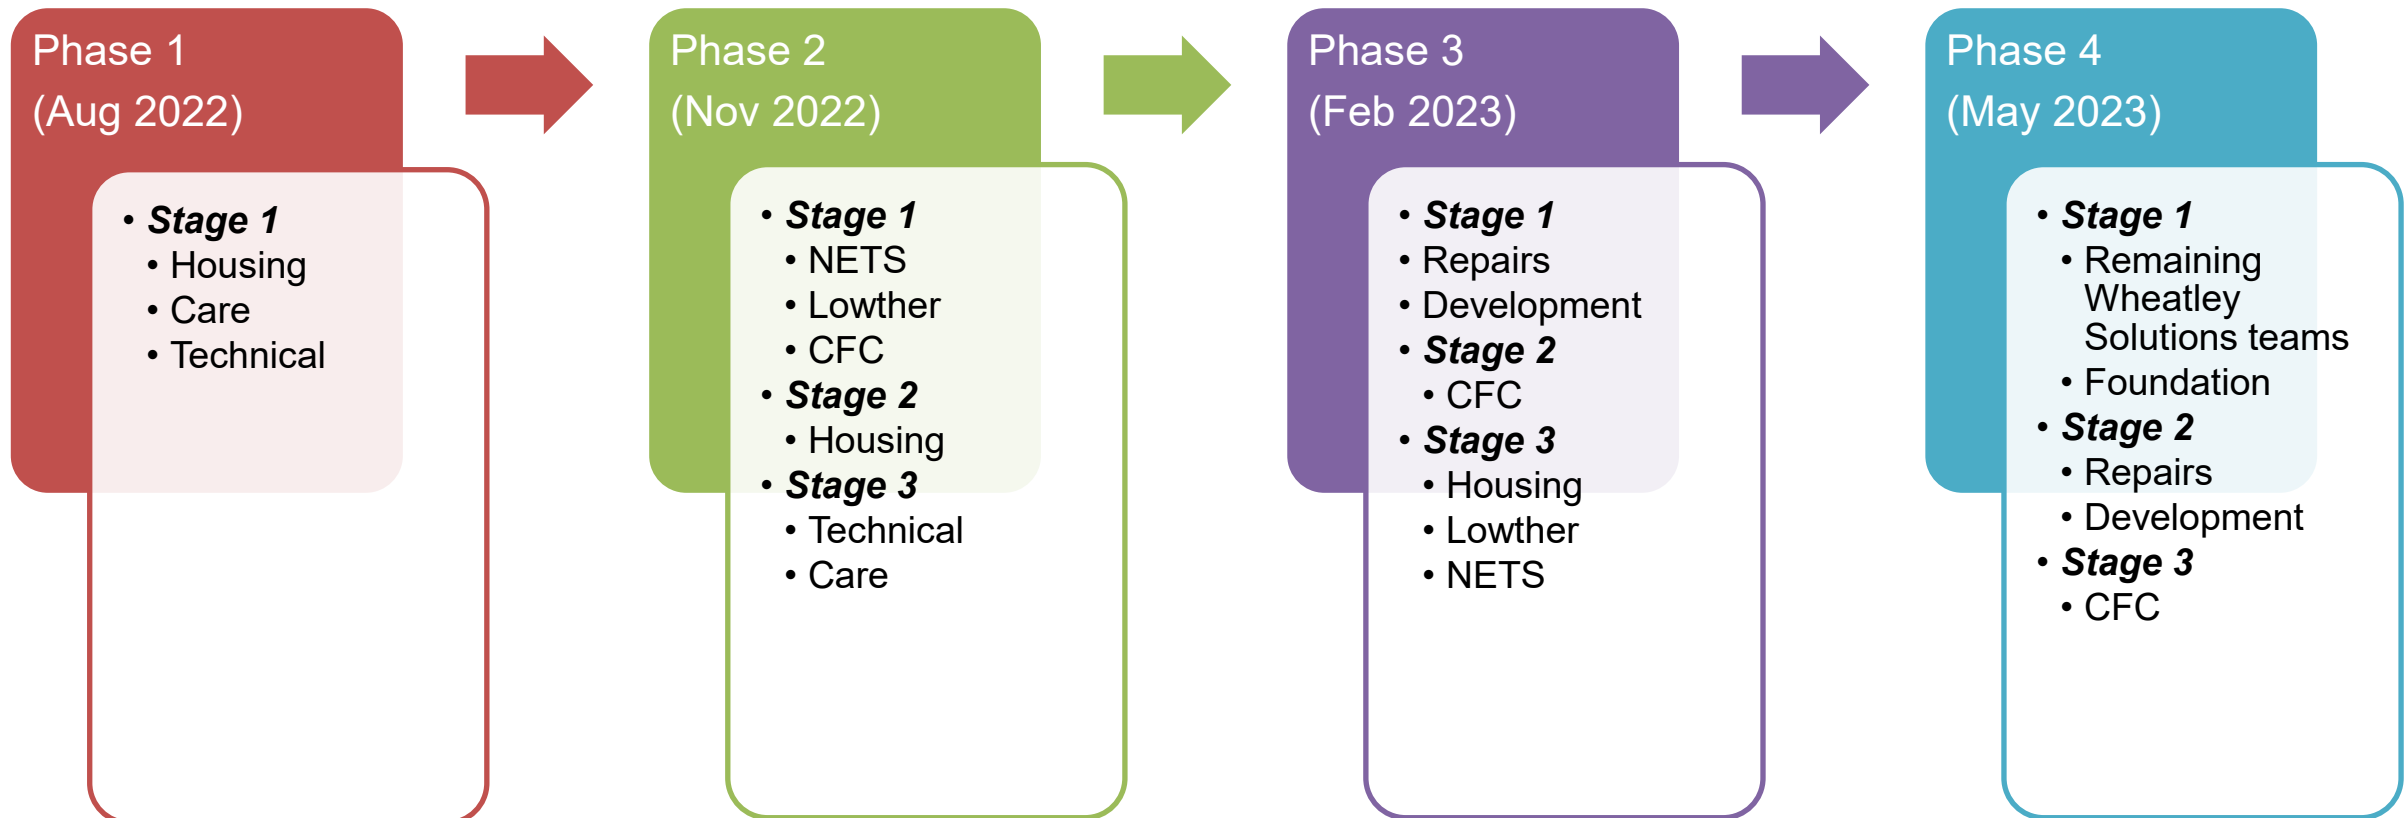 Phase 1
(Aug 2022)
• Stage 1
• Housing
• Care
• Technical
Phase 2
(Nov 2022)
• Stage 1
• NETS
• Lowther
• CFC
• Stage 2
• Housing
• Stage 3
• Technical
• Care
Phase 3
(Feb 2023)
• Stage 1
• Repairs
• Development
• Stage 2
• CFC
• Stage 3
• Housing
• Lowther
• NETS
Phase 4
(May 2023)
• Stage 1
• Remaining
Wheatley
Solutions teams
• Foundation
• Stage 2
• Repairs
• Development
• Stage 3
• CFC